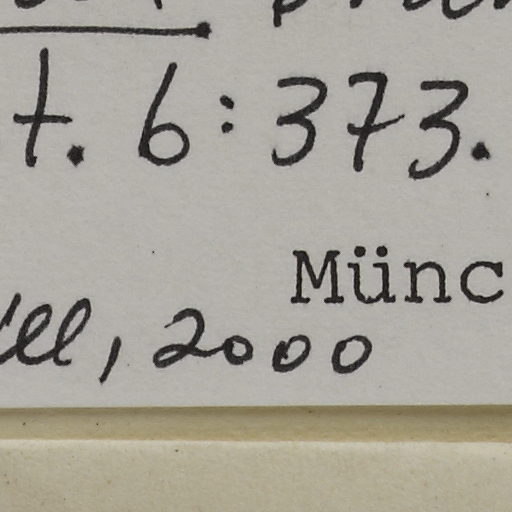 t. 6:373.
Münc
ll, 2000